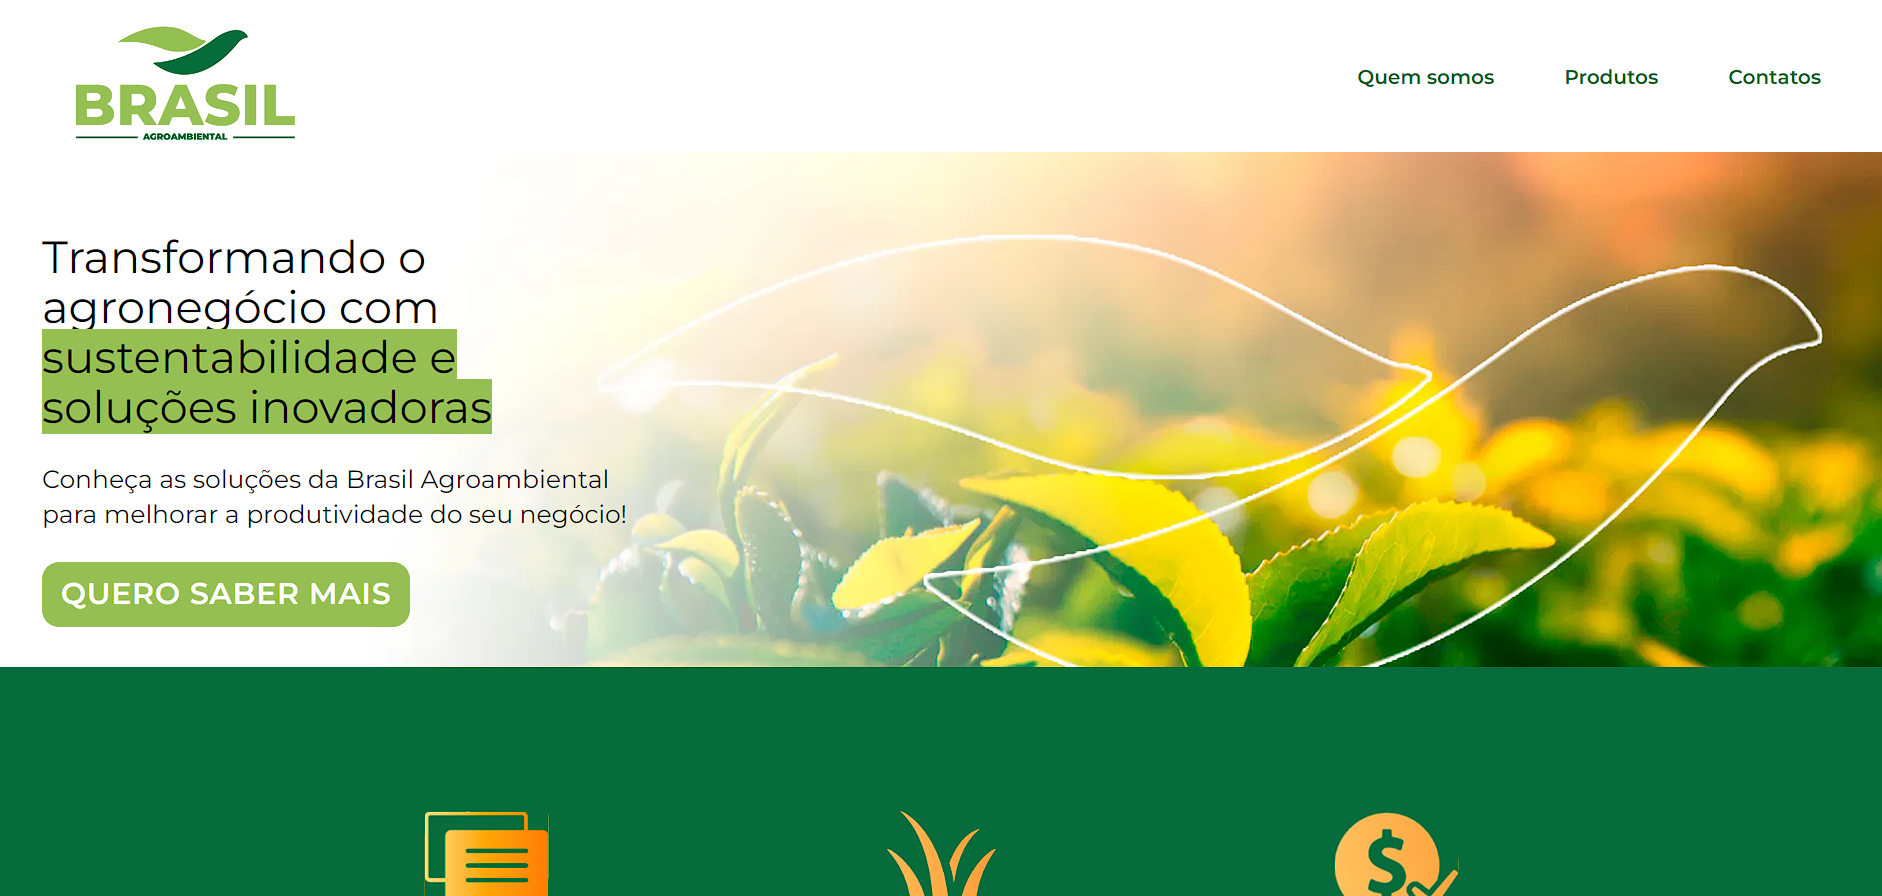 BRASIL
AGROAMBIENTAL
Quem somos
Produtos
Contatos
Transformando o
agronegócio com
sustentabilidade e
soluções inovadoras
Conheça as soluções da Brasil Agroambiental
para melhorar a produtividade do seu negócio!
QUERO SABER MAIS
$